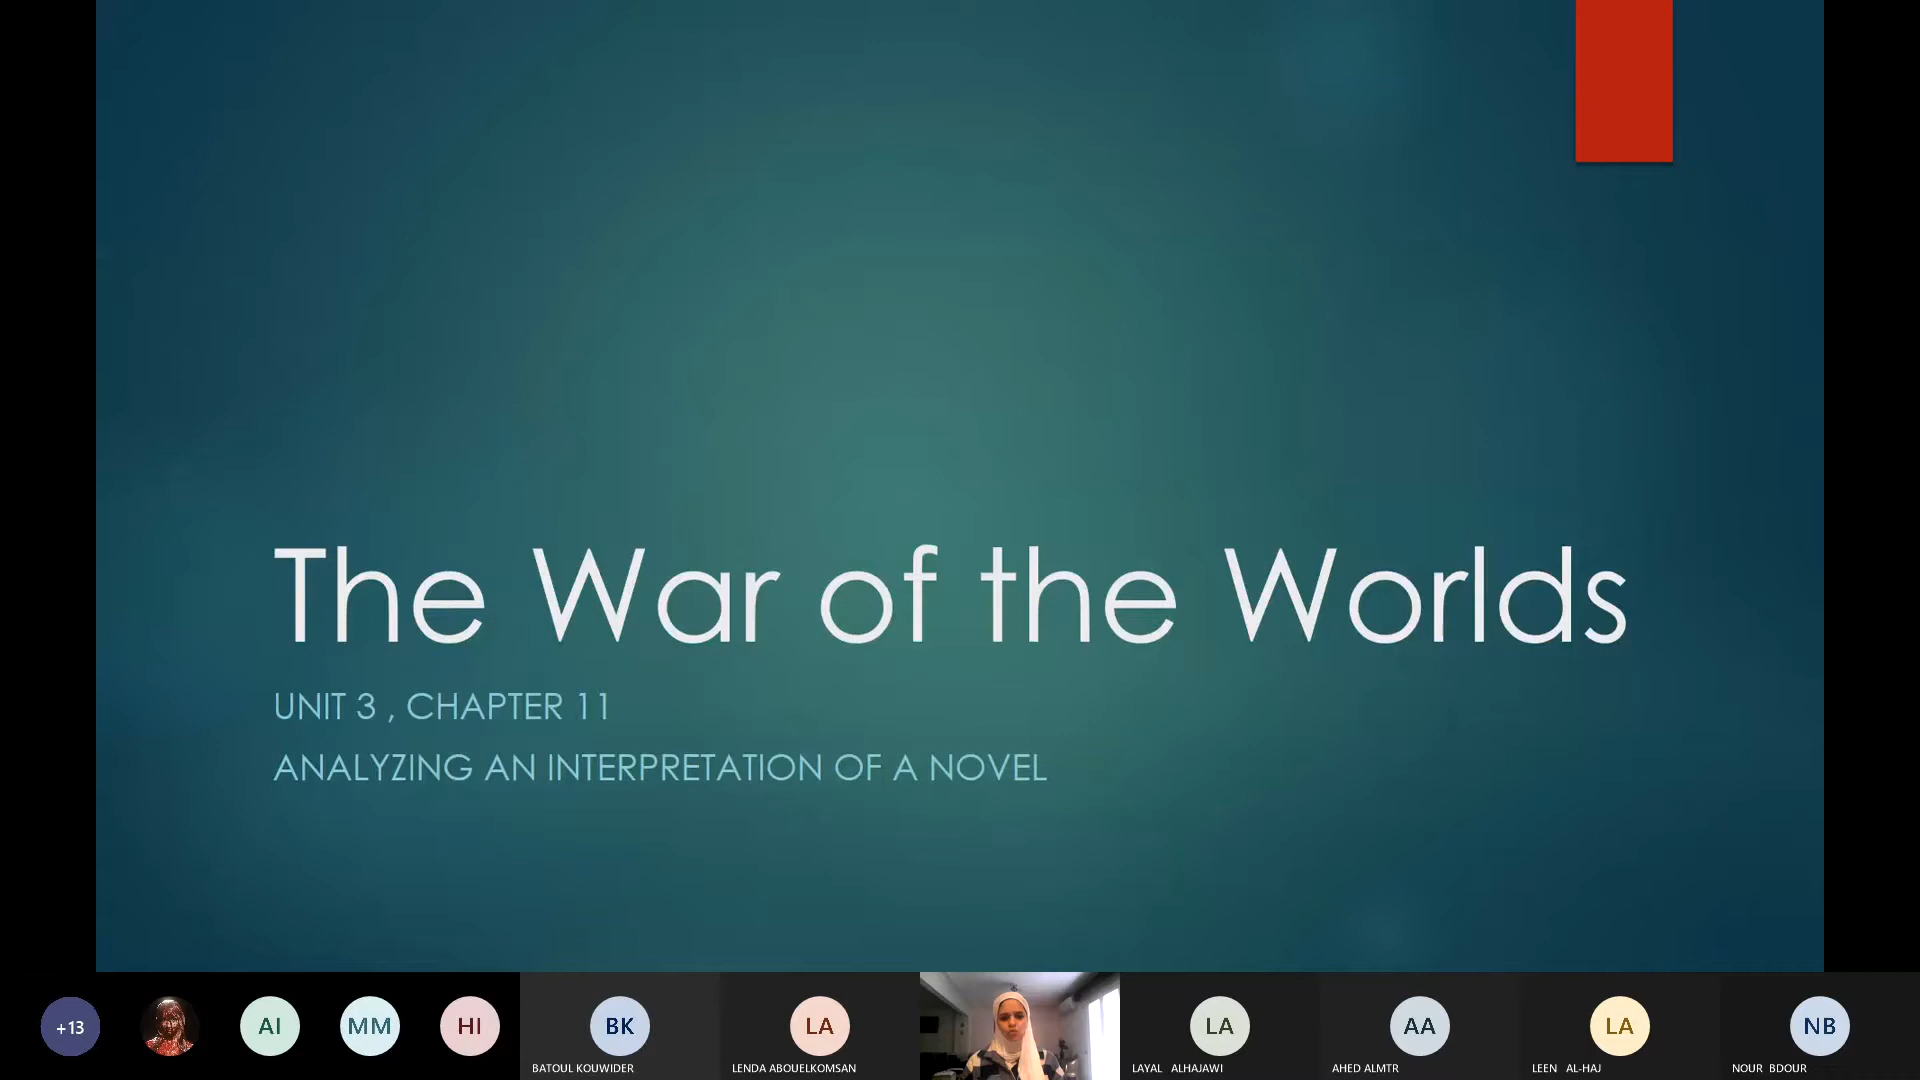 The War of the Worlds
UNIT 3 , CHAPTER 11
ANALYZING AN INTERPRETATION OF A NOVEL
+13
AI
MM
HI
BK
BATOUL KOUWIDER
LA
LENDA ABOUELKOMSAN
LA
LAYAL ALHAJAWI
AA
AHED ALMTR
LA
LEEN AL-HAJ
NB
NOUR BDOUR